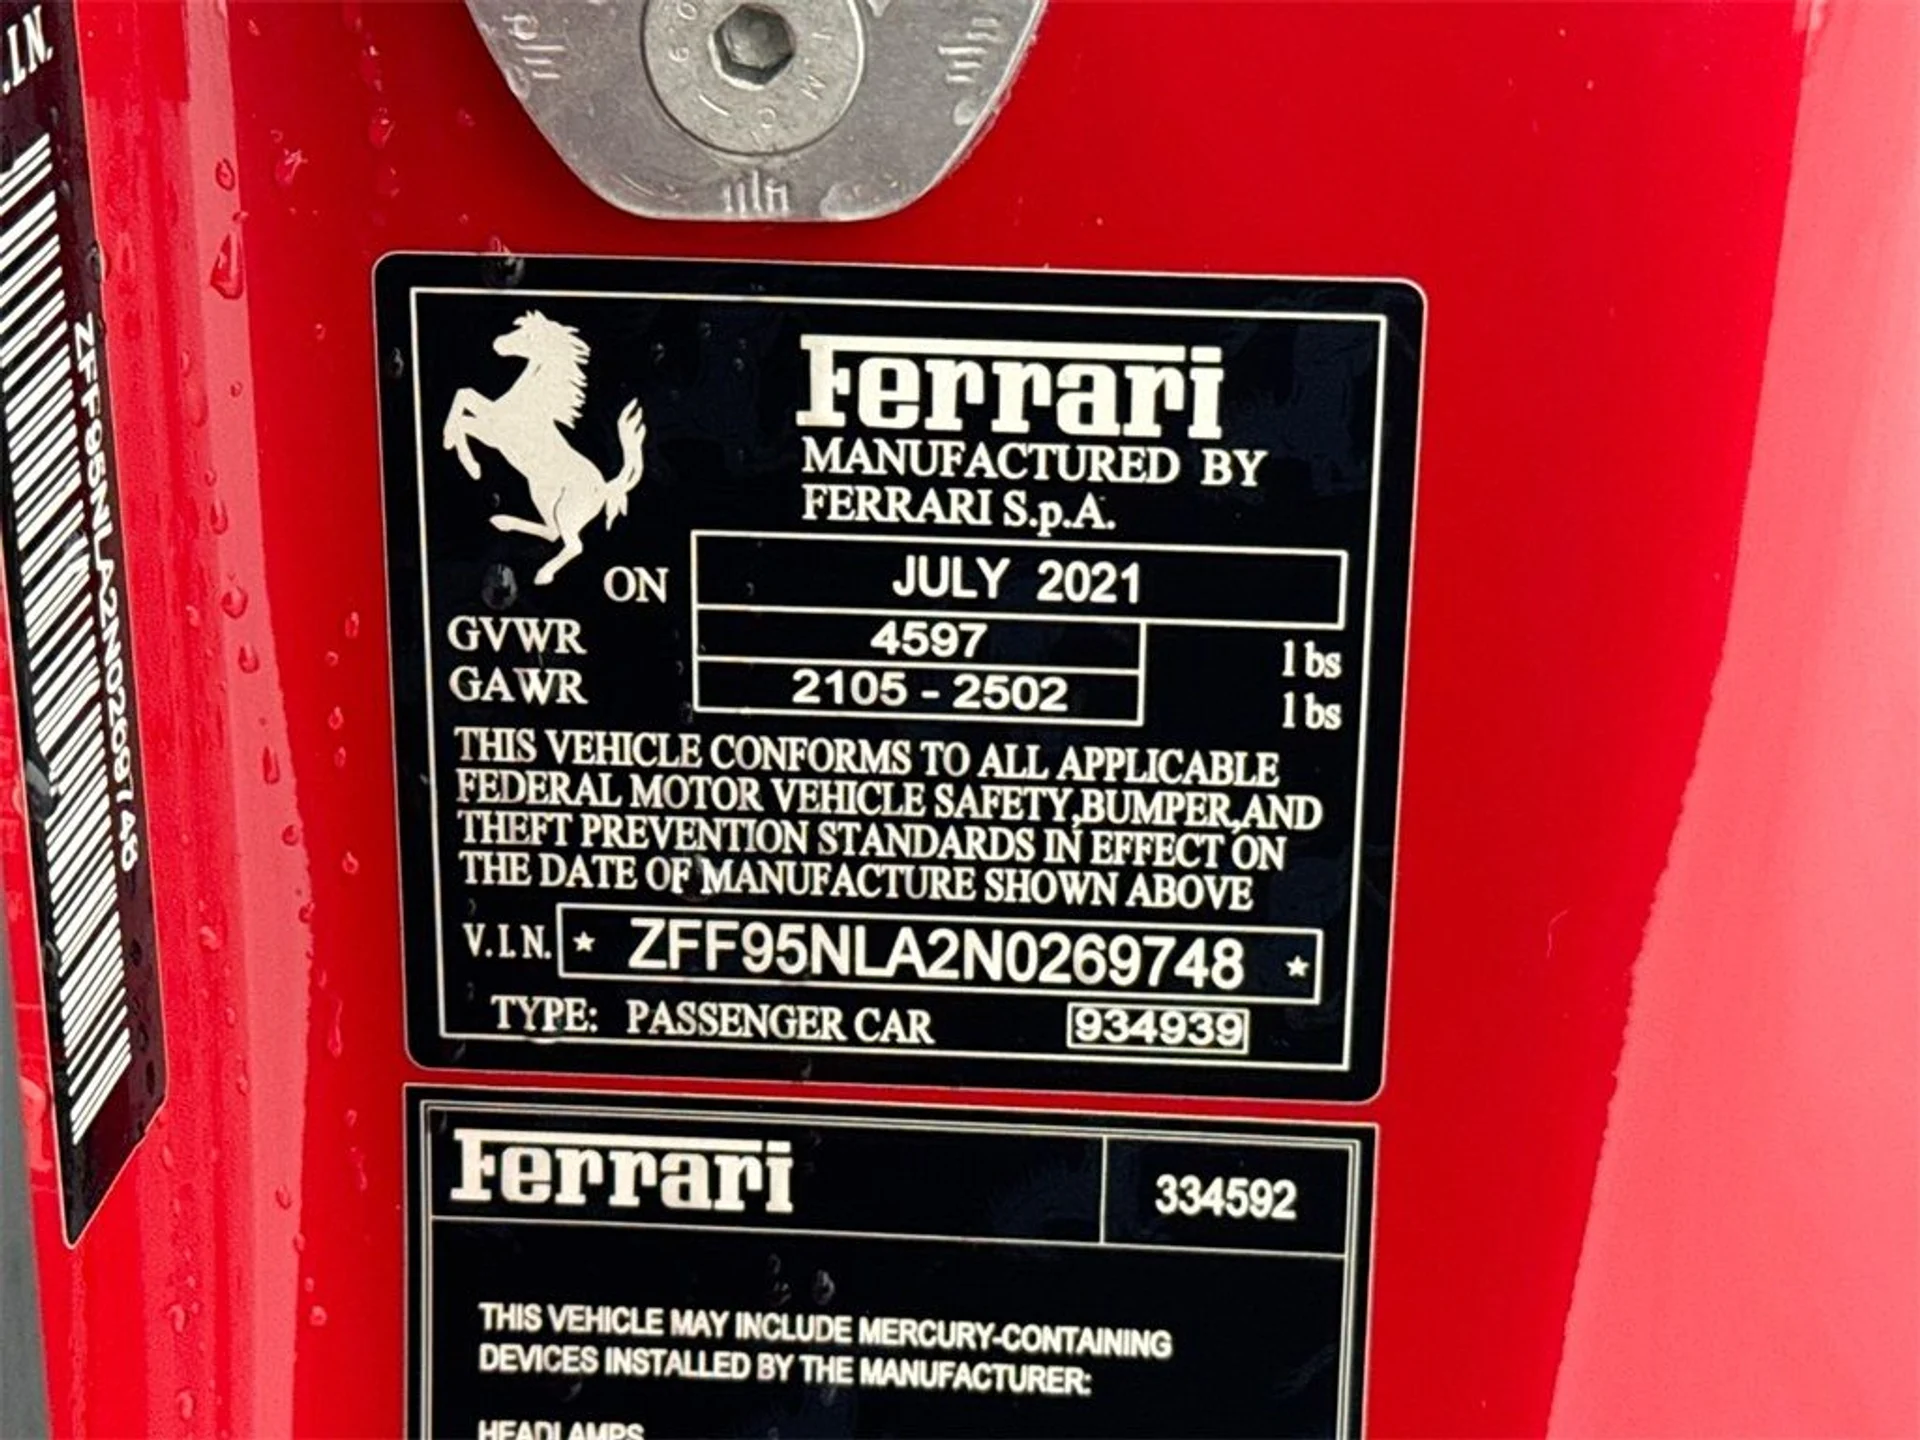 V.I.N.
ZFF95NLA2N0269748
Ferrari
MANUFACTURED BY
FERRARI S.p.A.
ON JULY 2021
GVWR 4597 lbs
GAWR 2105 - 2502 lbs
THIS VEHICLE CONFORMS TO ALL APPLICABLE
FEDERAL MOTOR VEHICLE SAFETY,BUMPER,AND
THEFT PREVENTION STANDARDS IN EFFECT ON
THE DATE OF MANUFACTURE SHOWN ABOVE
V.I.N. ★ ZFF95NLA2N0269748 ★
TYPE: PASSENGER CAR 934939
Ferrari 334592
THIS VEHICLE MAY INCLUDE MERCURY-CONTAINING
DEVICES INSTALLED BY THE MANUFACTURER:
HEADLAMPS